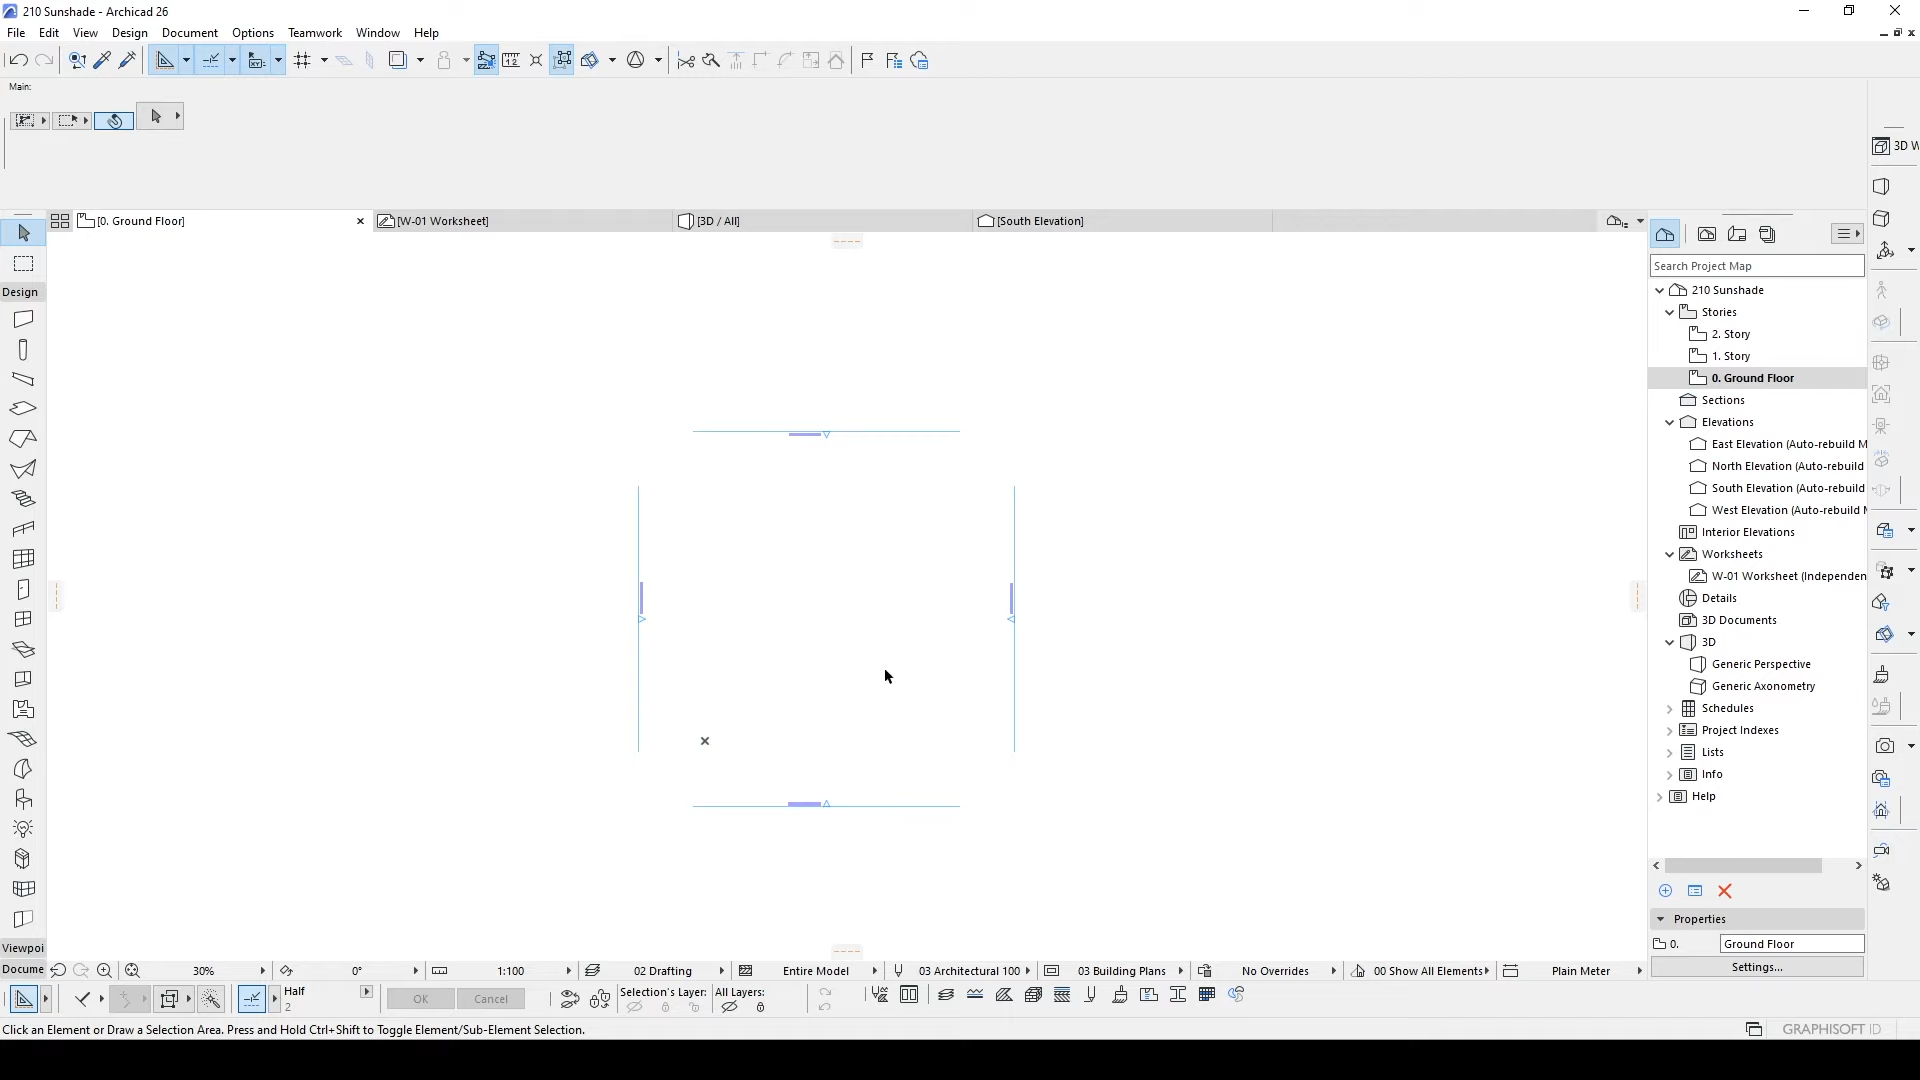 210 Sunshade - Archicad 26
File Edit View Design Document Options Teamwork Window Help
Main:
3D W
[0. Ground Floor]
[W-01 Worksheet]
[3D / All]
[South Elevation]
Search Project Map
Design
210 Sunshade
Stories
2. Story
1. Story
0. Ground Floor
Sections
Elevations
East Elevation (Auto-rebuild M
North Elevation (Auto-rebuild
South Elevation (Auto-rebuild
West Elevation (Auto-rebuild M
Interior Elevations
Worksheets
W-01 Worksheet (Independen
Details
3D Documents
3D
Generic Perspective
Generic Axonometry
Schedules
Project Indexes
Lists
Info
Help
Properties
0. Ground Floor
Settings...
Viewpoi
Docume
30% 0° 1:100 02 Drafting Entire Model 03 Architectural 100 03 Building Plans No Overrides 00 Show All Elements Plain Meter
Half
2
OK Cancel
Selection's Layer: All Layers:
Click an Element or Draw a Selection Area. Press and Hold Ctrl+Shift to Toggle Element/Sub-Element Selection.
GRAPHISOFT ID